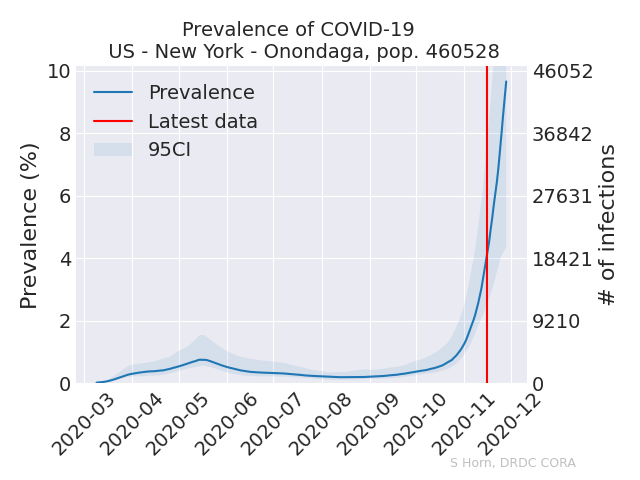 Prevalence of COVID-19
US - New York - Onondaga, pop. 460528
Prevalence (%)
10
8
6
4
2
0
Prevalence
Latest data
95CI
46052
36842
27631
18421
9210
0
# of infections
2020-03
2020-04
2020-05
2020-06
2020-07
2020-08
2020-09
2020-10
2020-11
2020-12
S Horn, DRDC CORA